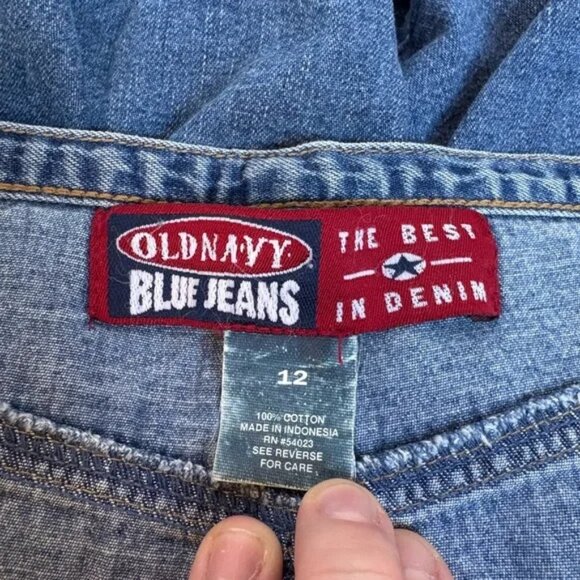 OLDNAVY
BLUE JEANS
THE BEST
IN DENIM
12
100% COTTON
MADE IN INDONESIA
RN #54023
SEE REVERSE
FOR CARE